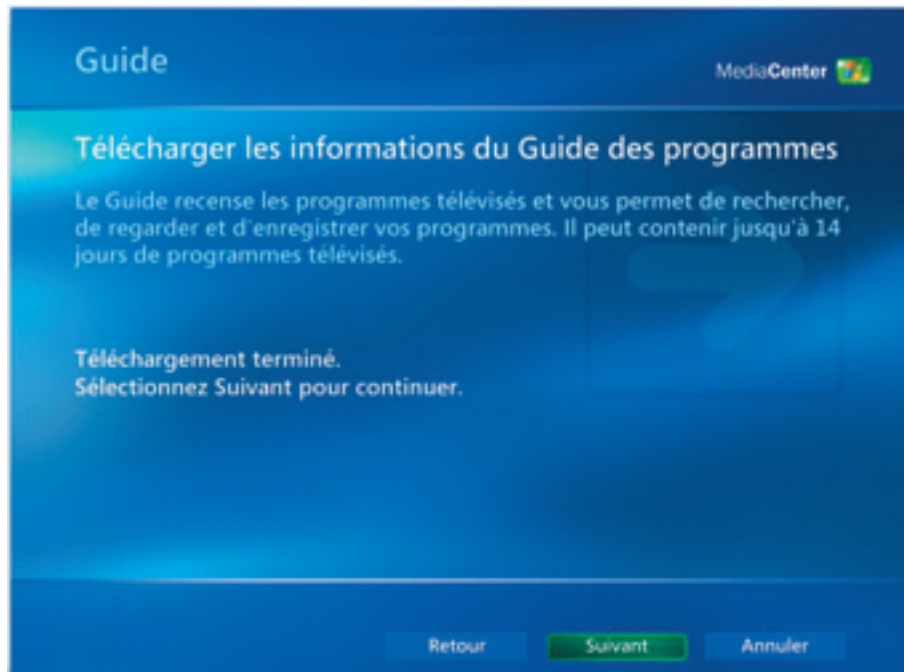 Guide
MediaCenter
Télécharger les informations du Guide des programmes
Le Guide recense les programmes télévisés et vous permet de rechercher,
de regarder et d'enregistrer vos programmes. Il peut contenir jusqu'à 14
jours de programmes télévisés.
Téléchargement terminé.
Sélectionnez Suivant pour continuer.
Retour Suivant Annuler